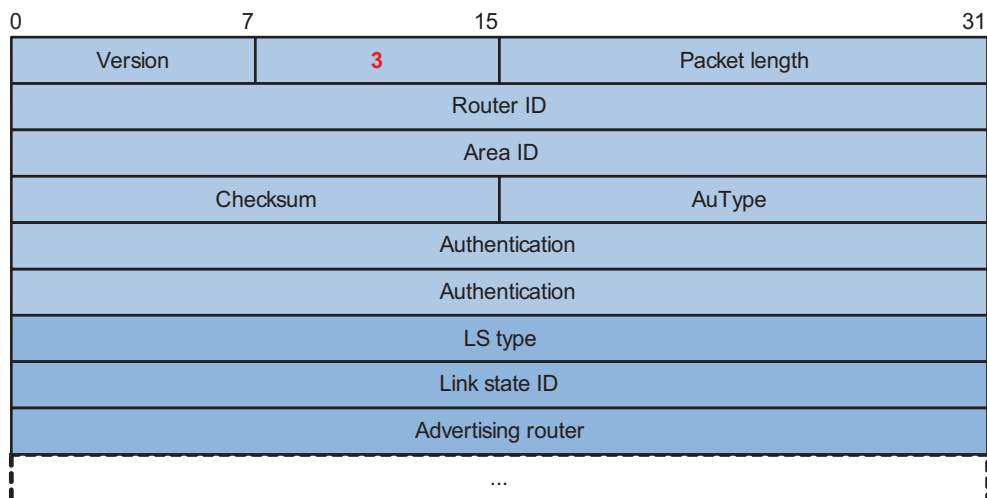 0 7 15 31
Version 3 Packet length
Router ID
Area ID
Checksum AuType
Authentication
Authentication
LS type
Link state ID
Advertising router
...